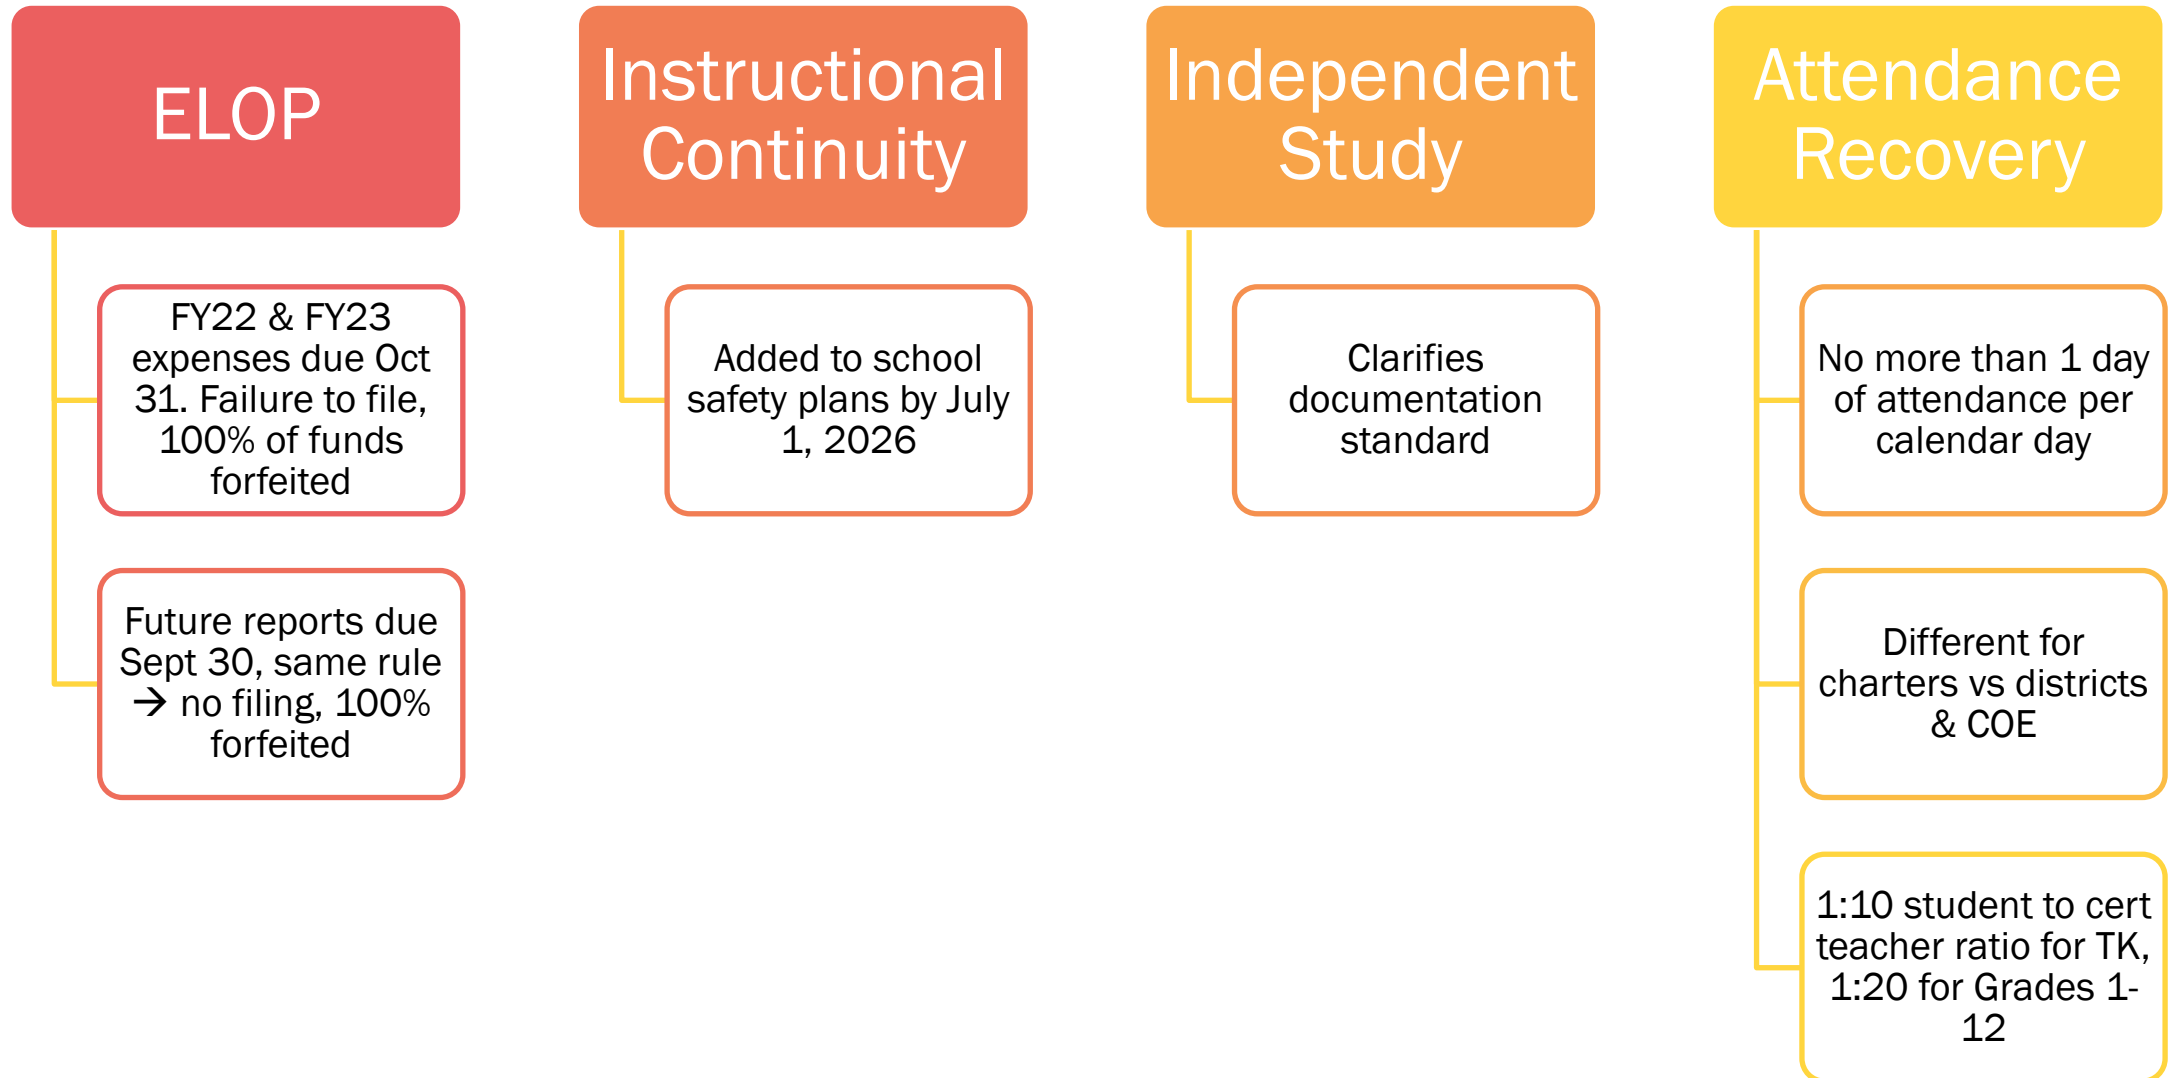 ELOP
FY22 & FY23
expenses due Oct
31. Failure to file,
100% of funds
forfeited
Future reports due
Sept 30, same rule
→ no filing, 100%
forfeited
Instructional
Continuity
Added to school
safety plans by July
1, 2026
Independent
Study
Clarifies
documentation
standard
Attendance
Recovery
No more than 1 day
of attendance per
calendar day
Different for
charters vs districts
& COE
1:10 student to cert
teacher ratio for TK,
1:20 for Grades 1-
12